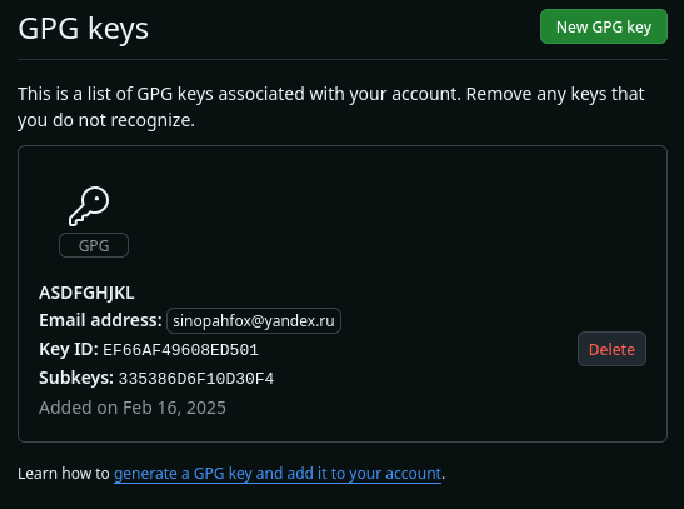 GPG keys
New GPG key
This is a list of GPG keys associated with your account. Remove any keys that
you do not recognize.
GPG
ASDFGHJKL
Email address: sinopahfox@yandex.ru
Key ID: EF66AF49608ED501
Delete
Subkeys: 335386D6F10D30F4
Added on Feb 16, 2025
Learn how to generate a GPG key and add it to your account.